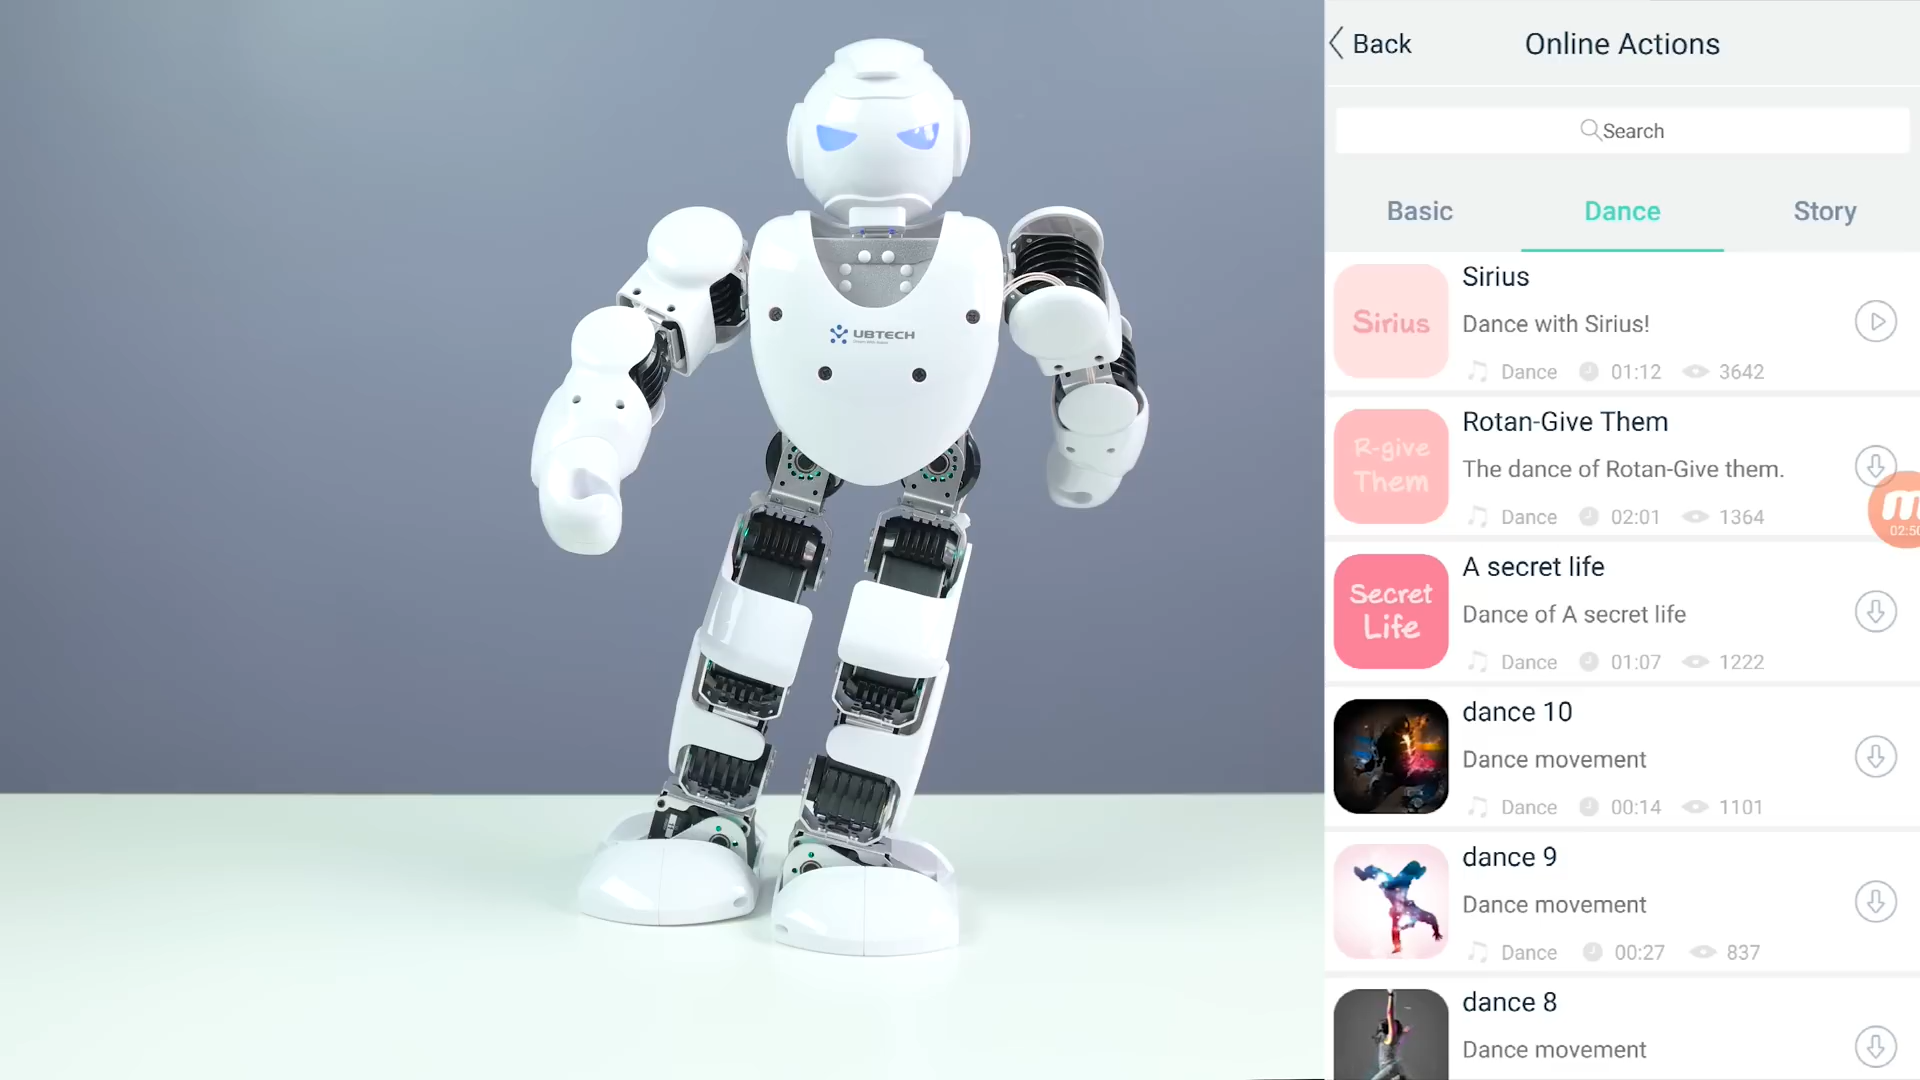 UBTECH
Back
Online Actions
Search
Basic
Dance
Story
Sirius
Sirius
Dance with Sirius!
Dance 01:12 3642
R-give
Them
Rotan-Give Them
The dance of Rotan-Give them.
Dance 02:01 1364
m
02:50
Secret
Life
A secret life
Dance of A secret life
Dance 01:07 1222
dance 10
Dance movement
Dance 00:14 1101
dance 9
Dance movement
Dance 00:27 837
dance 8
Dance movement